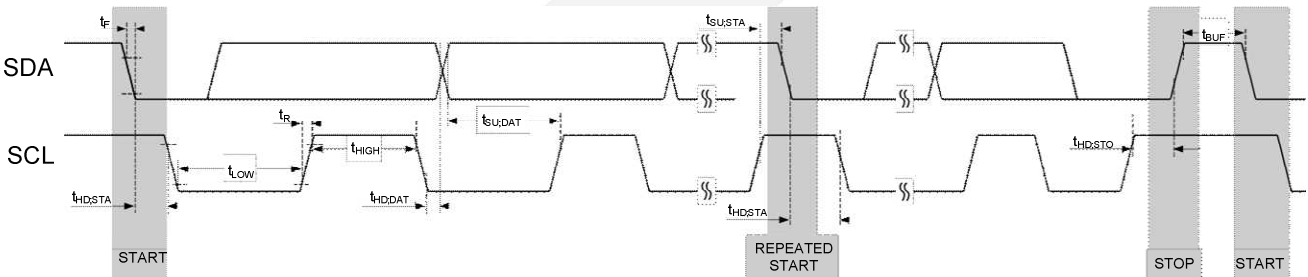 tF
tSU;STA
tBUF
SDA
tR
tSU;DAT
SCL
tHIGH
tLOW
tHD;STO
tHD;STA
tHD;DAT
tHD;STA
START
REPEATED
START
STOP
START